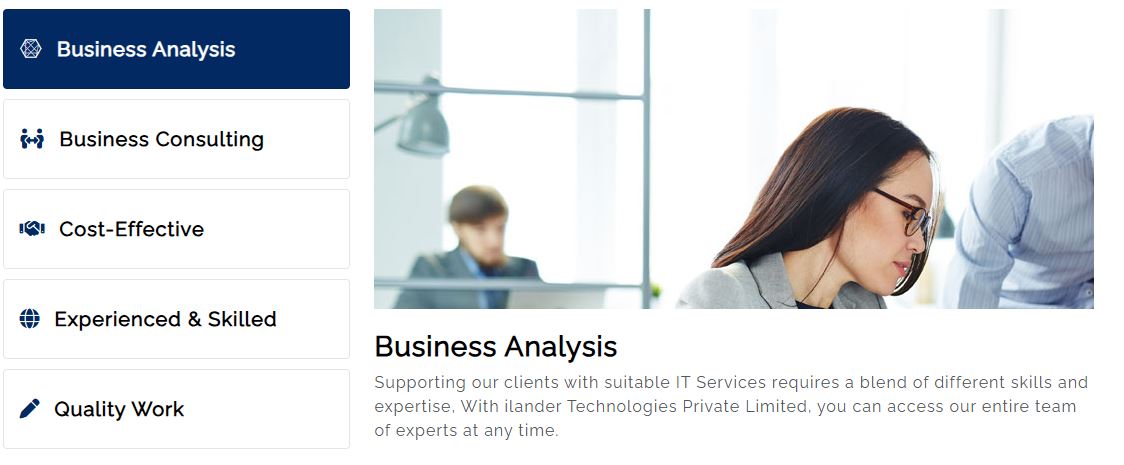 Business Analysis
Business Consulting
Cost-Effective
Experienced & Skilled
Quality Work
Business Analysis
Supporting our clients with suitable IT Services requires a blend of different skills and
expertise, With ilander Technologies Private Limited, you can access our entire team
of experts at any time.